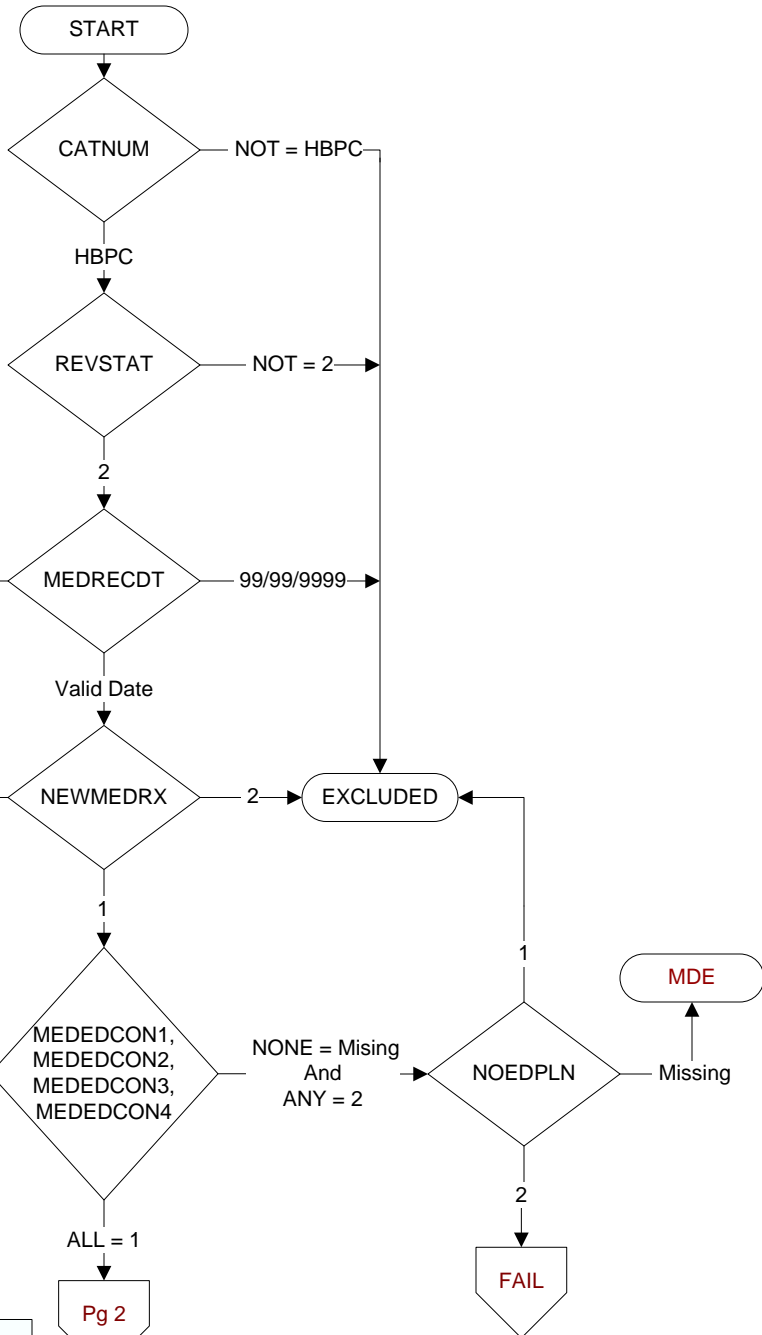 START
CATNUM
NOT = HBPC
HBPC
REVSTAT
NOT = 2
2
MEDRECDT
99/99/9999
Valid Date
NEWMEDRX
2
EXCLUDED
1
1
MDE
MEDEDCON1,
MEDEDCON2,
MEDEDCON3,
MEDEDCON4
NONE = Mising
And
ANY = 2
NOEDPLN
Missing
2
ALL = 1
FAIL
Pg 2